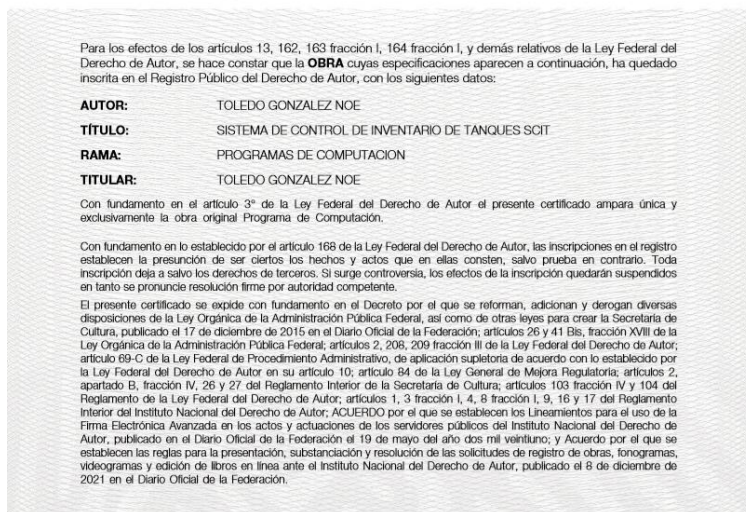 Para los efectos de los artículos 13, 162, 163 fracción I, 164 fracción I, y demás relativos de la Ley Federal del
Derecho de Autor, se hace constar que la OBRA cuyas especificaciones aparecen a continuación, ha quedado
inscrita en el Registro Público del Derecho de Autor, con los siguientes datos:
AUTOR: TOLEDO GONZALEZ NOE
TÍTULO: SISTEMA DE CONTROL DE INVENTARIO DE TANQUES SCIT
RAMA: PROGRAMAS DE COMPUTACION
TITULAR: TOLEDO GONZALEZ NOE
Con fundamento en el artículo 3° de la Ley Federal del Derecho de Autor el presente certificado ampara única y
exclusivamente la obra original Programa de Computación.
Con fundamento en lo establecido por el artículo 168 de la Ley Federal del Derecho de Autor, las inscripciones en el registro
establecen la presunción de ser ciertos los hechos y actos que en ellas consten, salvo prueba en contrario. Toda
inscripción deja a salvo los derechos de terceros. Si surge controversia, los efectos de la inscripción quedarán suspendidos
en tanto se pronuncie resolución firme por autoridad competente.
El presente certificado se expide con fundamento en el Decreto por el que se reforman, adicionan y derogan diversas
disposiciones de la Ley Orgánica de la Administración Pública Federal, así como de otras leyes para crear la Secretaría de
Cultura, publicado el 17 de diciembre de 2015 en el Diario Oficial de la Federación; artículos 26 y 41 Bis, fracción XVIII de la
Ley Orgánica de la Administración Pública Federal; artículos 2, 208, 209 fracción III de la Ley Federal del Derecho de Autor;
artículo 69-C de la Ley Federal de Procedimiento Administrativo, de aplicación supletoria de acuerdo con lo establecido por
la Ley Federal del Derecho de Autor en su artículo 10; artículo 84 de la Ley General de Mejora Regulatoria; artículos 2,
apartado B, fracción IV, 26 y 27 del Reglamento Interior de la Secretaría de Cultura; artículos 103 fracción IV y 104 del
Reglamento de la Ley Federal del Derecho de Autor; artículos 1, 3 fracción I, 4, 8 fracción I, 9, 16 y 17 del Reglamento
Interior del Instituto Nacional del Derecho de Autor; ACUERDO por el que se establecen los Lineamientos para el uso de la
Firma Electrónica Avanzada en los actos y actuaciones de los servidores públicos del Instituto Nacional del Derecho de
Autor, publicado en el Diario Oficial de la Federación el 19 de mayo del año dos mil veintiuno; y Acuerdo por el que se
establecen las reglas para la presentación, substanciación y resolución de las solicitudes de registro de obras, fonogramas,
videogramas y edición de libros en línea ante el Instituto Nacional del Derecho de Autor, publicado el 8 de diciembre de
2021 en el Diario Oficial de la Federación.